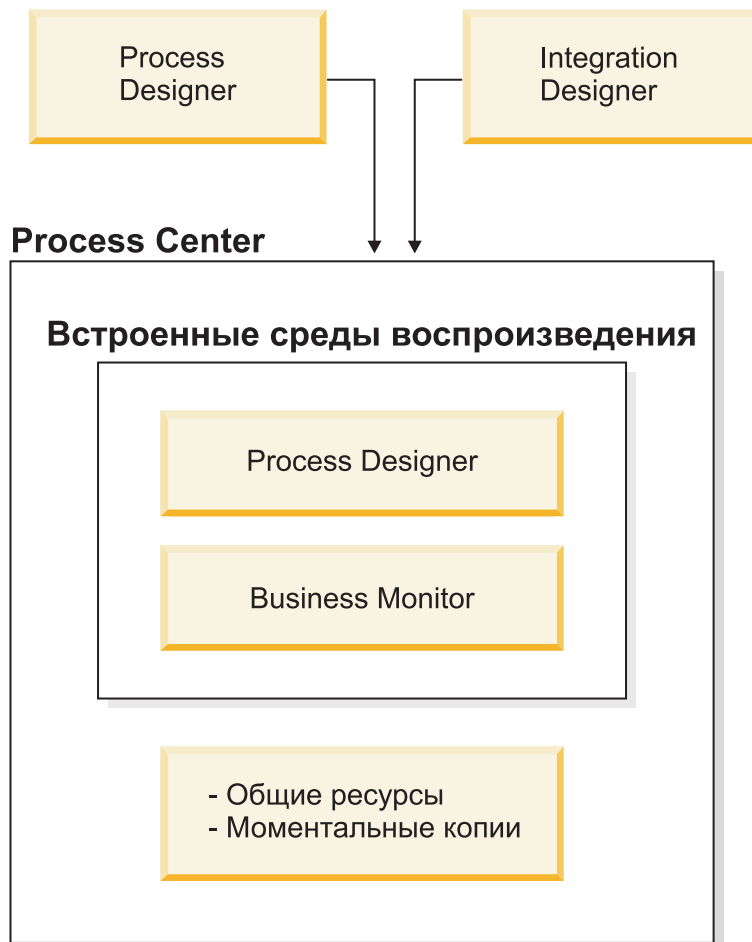 Process
Designer
Integration
Designer
Process Center
Встроенные среды воспроизведения
Process Designer
Business Monitor
- Общие ресурсы
- Моментальные копии